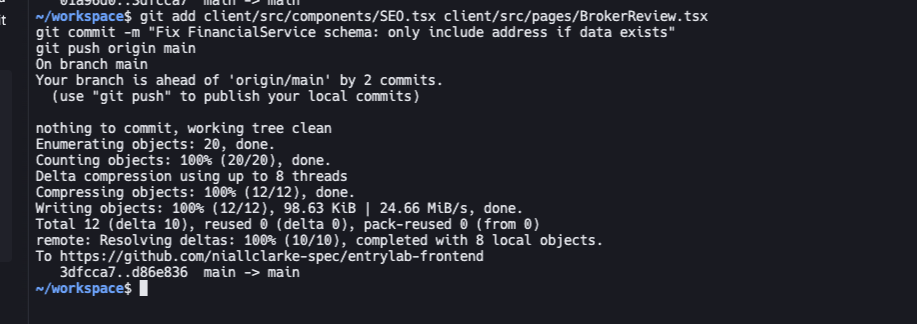 ~/workspace$ git add client/src/components/SEO.tsx client/src/pages/BrokerReview.tsx
git commit -m "Fix FinancialService schema: only include address if data exists"
git push origin main
On branch main
Your branch is ahead of 'origin/main' by 2 commits.
(use "git push" to publish your local commits)
nothing to commit, working tree clean
Enumerating objects: 20, done.
Counting objects: 100% (20/20), done.
Delta compression using up to 8 threads
Compressing objects: 100% (12/12), done.
Writing objects: 100% (12/12), 98.63 KiB | 24.66 MiB/s, done.
Total 12 (delta 10), reused 0 (delta 0), pack-reused 0 (from 0)
remote: Resolving deltas: 100% (10/10), completed with 8 local objects.
To https://github.com/niallclarke-spec/entrylab-frontend
3dfcca7..d86e836 main -> main
~/workspace$